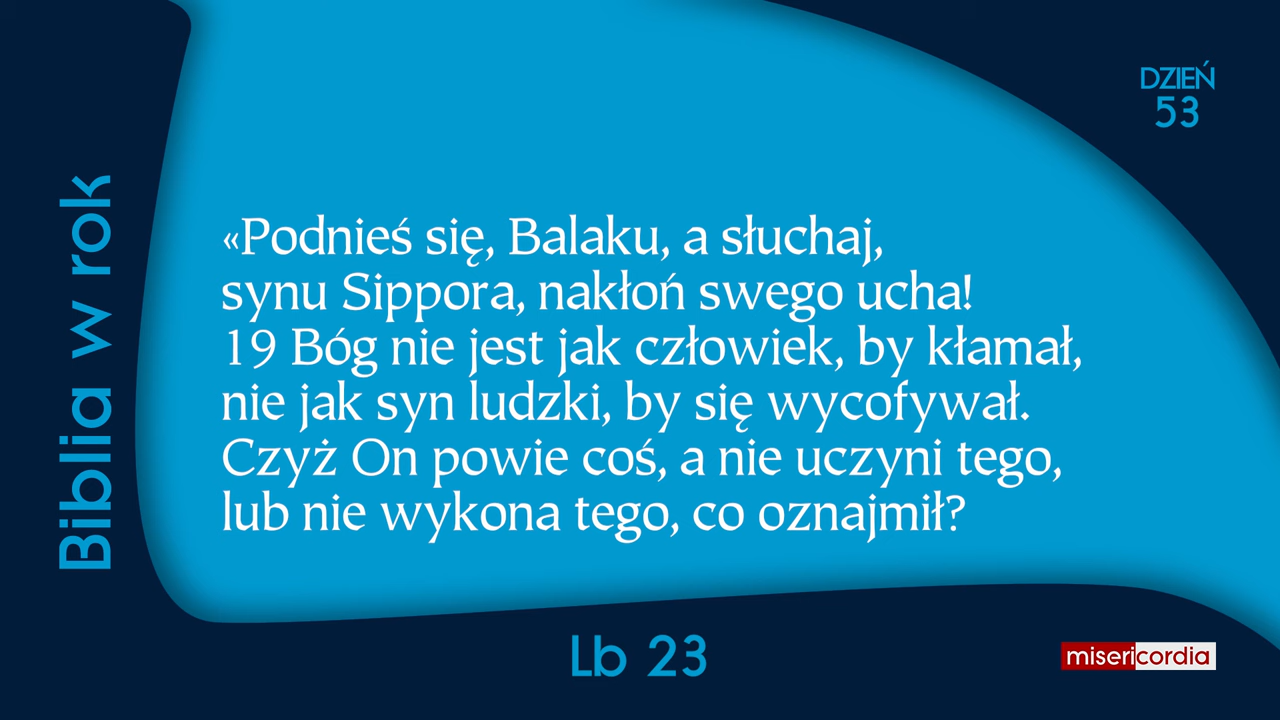 DZIEŃ
53
Biblia w rok
«Podnieś się, Balaku, a słuchaj,
synu Sippora, nakłoń swego ucha!
19 Bóg nie jest jak człowiek, by kłamał,
nie jak syn ludzki, by się wycofywał.
Czyż On powie coś, a nie uczyni tego,
lub nie wykona tego, co oznajmił?
Lb 23
misericordia